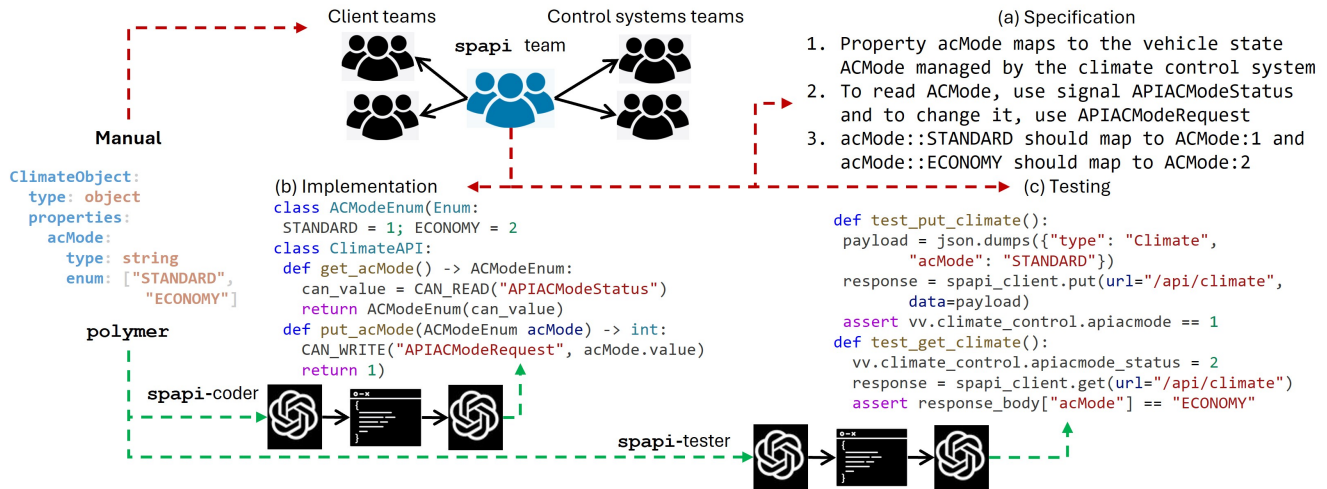 Client teams
Control systems teams
spapi team
(a) Specification
1. Property acMode maps to the vehicle state
ACMode managed by the climate control system
2. To read ACMode, use signal APIACModeStatus
and to change it, use APIACModeRequest
3. acMode::STANDARD should map to ACMode:1 and
acMode::ECONOMY should map to ACMode:2
Manual
ClimateObject:
type: object
properties:
acMode:
type: string
enum: ["STANDARD",
"ECONOMY"]
polymer
(b) Implementation
class ACModeEnum(Enum:
STANDARD = 1; ECONOMY = 2
class ClimateAPI:
def get_acMode() -> ACModeEnum:
can_value = CAN_READ("APIACModeStatus")
return ACModeEnum(can_value)
def put_acMode(ACModeEnum acMode) -> int:
CAN_WRITE("APIACModeRequest", acMode.value)
return 1)
(c) Testing
def test_put_climate():
payload = json.dumps({"type": "Climate",
"acMode": "STANDARD"})
response = spapi_client.put(url="/api/climate",
data=payload)
assert vv.climate_control.apiacmode == 1
def test_get_climate():
vv.climate_control.apiacmode_status = 2
response = spapi_client.get(url="/api/climate")
assert response_body["acMode"] == "ECONOMY"
spapi-coder
spapi-tester